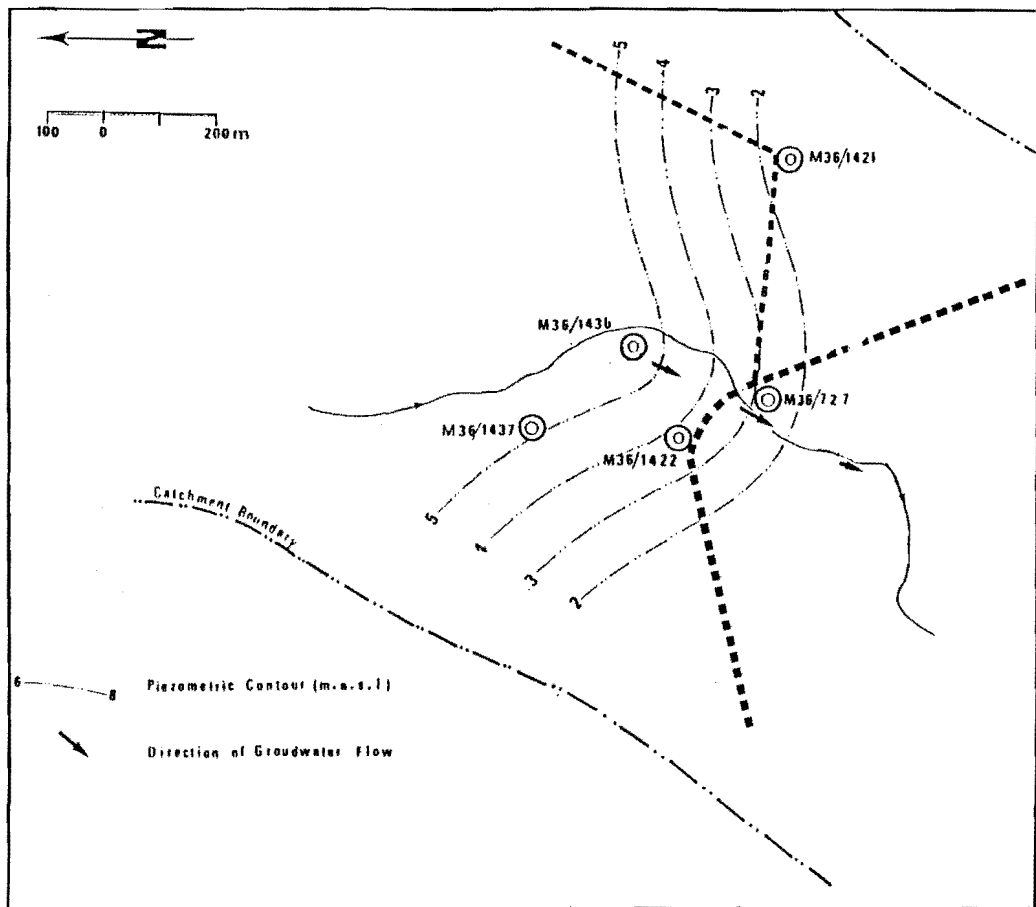 N
5
4
3
2
100 0 200m
M36/1421
M36/1436
M36/1437
M36/727
M36/1422
Catchment Boundary
5
4
3
2
6 8 Piezometric Contour (m.a.s.l)
Direction of Groudwater Flow